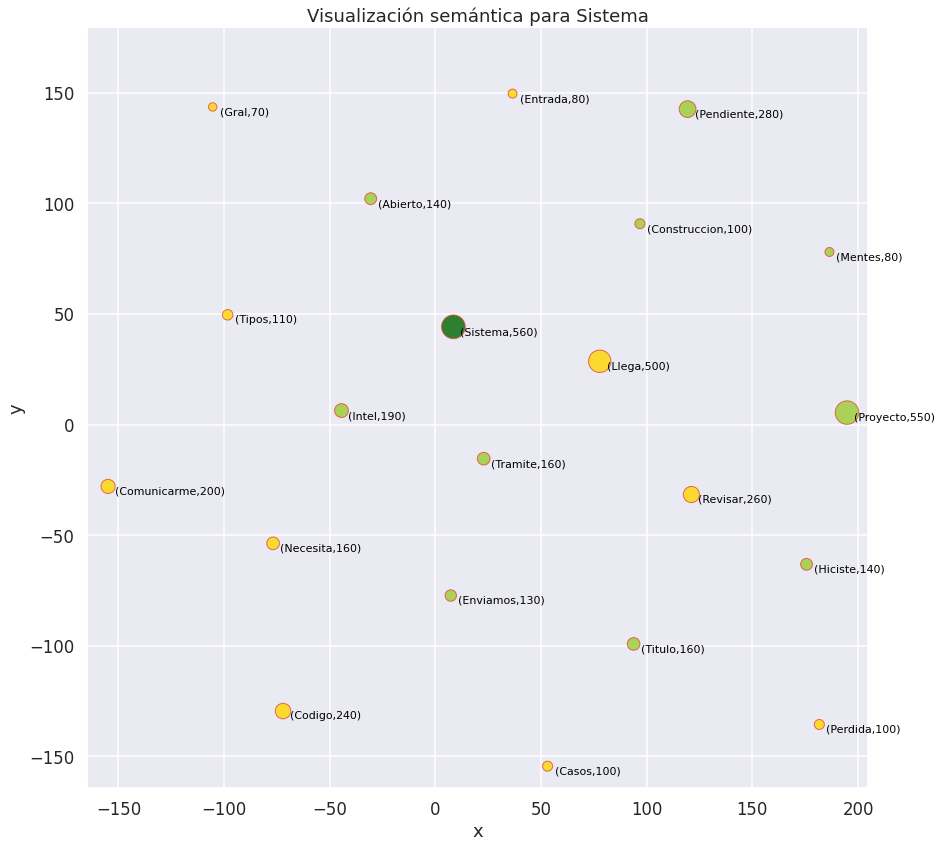 Visualización semántica para Sistema
150
100
50
0
−50
−100
−150
y
(Gral,70)
(Entrada,80)
(Pendiente,280)
(Abierto,140)
(Construccion,100)
(Mentes,80)
(Tipos,110)
(Sistema,560)
(Llega,500)
(Intel,190)
(Proyecto,550)
(Tramite,160)
(Comunicarme,200)
(Revisar,260)
(Necesita,160)
(Hiciste,140)
(Enviamos,130)
(Titulo,160)
(Codigo,240)
(Perdida,100)
(Casos,100)
−150 −100 −50 0 50 100 150 200
x